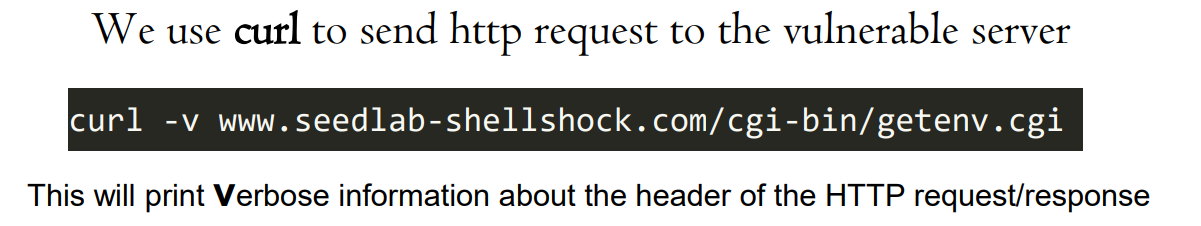 We use curl to send http request to the vulnerable server
curl -v www.seedlab-shellshock.com/cgi-bin/getenv.cgi
This will print Verbose information about the header of the HTTP request/response